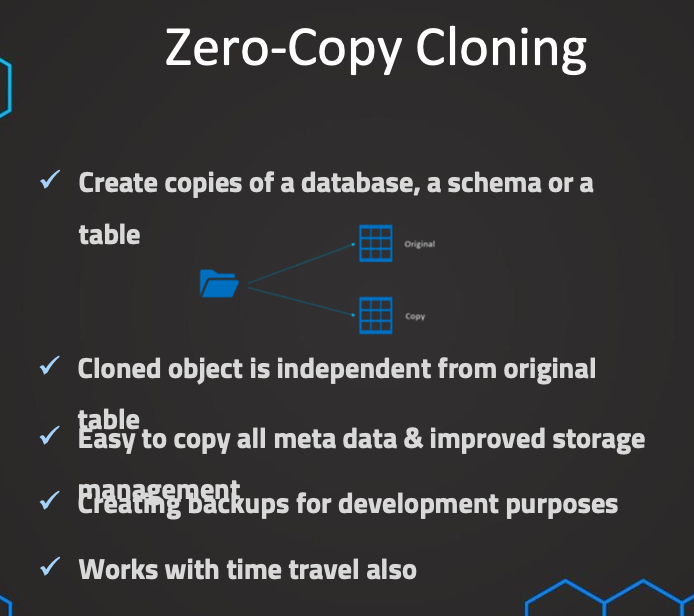 Zero-Copy Cloning
Create copies of a database, a schema or a
table
Original
Copy
Cloned object is independent from original
table
Easy to copy all meta data & improved storage
management
Creating backups for development purposes
Works with time travel also